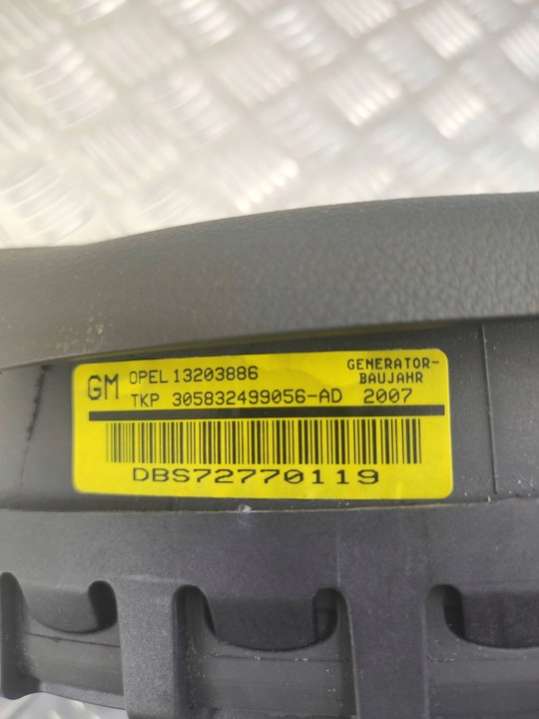 GM OPEL 13203886 GENERATOR-
BAUJAHR
TKP 305832499056-AD 2007
DBS72770119